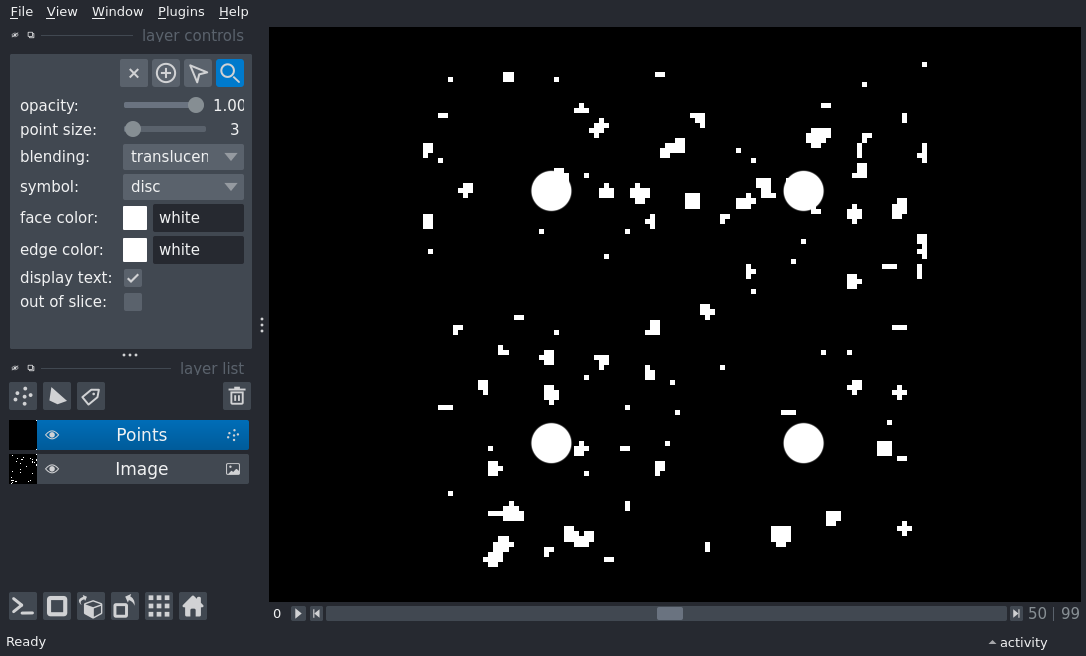 File View Window Plugins Help
layer controls
opacity: 1.00
point size: 3
blending: translucen
symbol: disc
face color: white
edge color: white
display text:
out of slice:
layer list
Points
Image
0 50 | 99
Ready activity